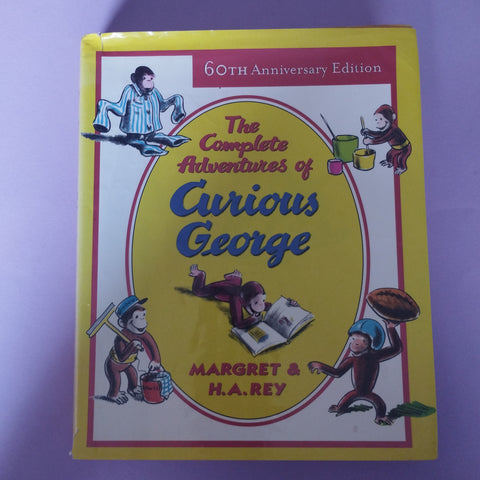 60TH Anniversary Edition
The
Complete
Adventures of
Curious
George
MARGRET &
H.A.REY